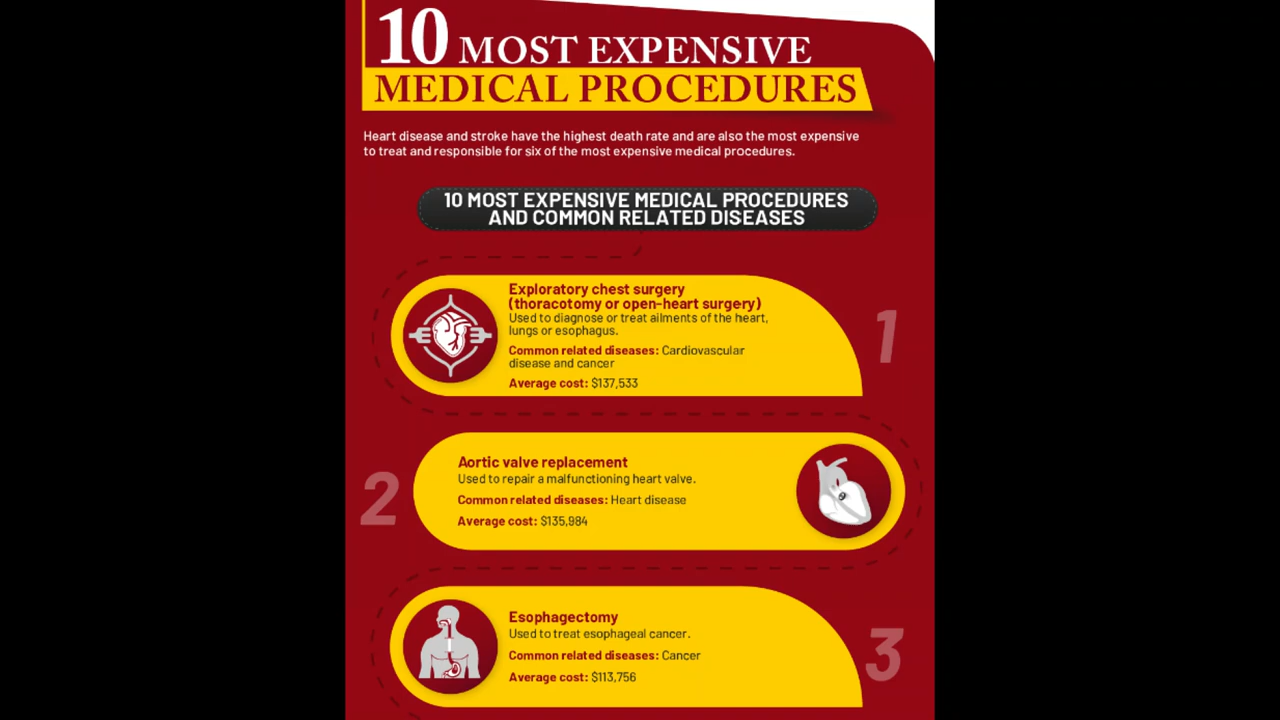 10 MOST EXPENSIVE
MEDICAL PROCEDURES
Heart disease and stroke have the highest death rate and are also the most expensive
to treat and responsible for six of the most expensive medical procedures.
10 MOST EXPENSIVE MEDICAL PROCEDURES
AND COMMON RELATED DISEASES
Exploratory chest surgery
(thoracotomy or open-heart surgery)
Used to diagnose or treat ailments of the heart,
lungs or esophagus.
Common related diseases: Cardiovascular
disease and cancer
Average cost: $137,533
1
2
Aortic valve replacement
Used to repair a malfunctioning heart valve.
Common related diseases: Heart disease
Average cost: $135,984
Esophagectomy
Used to treat esophageal cancer.
Common related diseases: Cancer
Average cost: $113,756
3